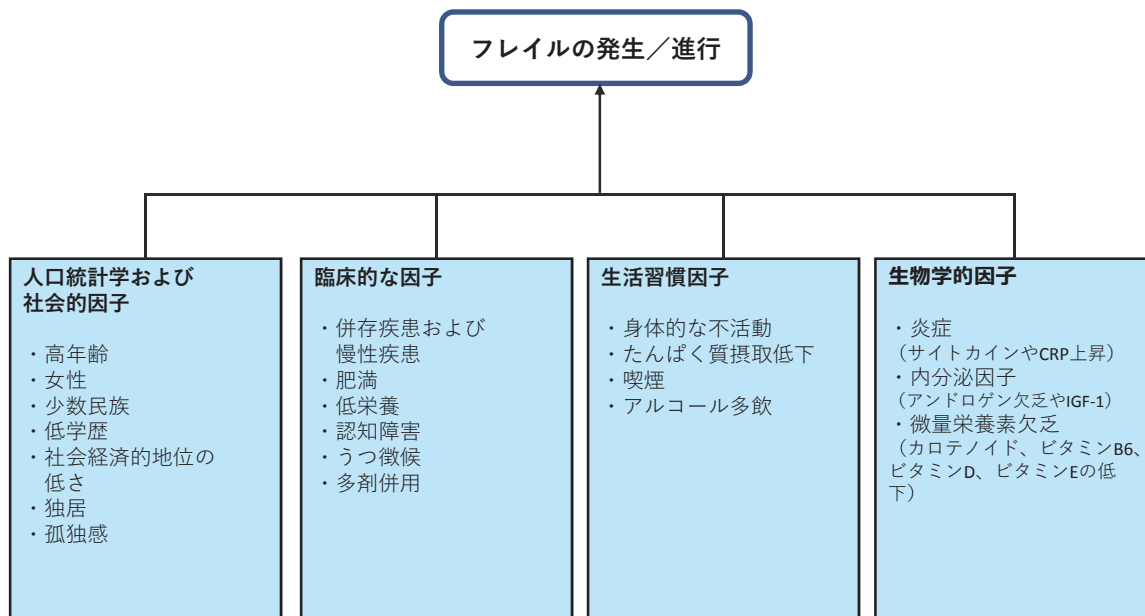 フレイルの発生／進行
人口統計学および
社会的因子
・高年齢
・女性
・少数民族
・低学歴
・社会経済的地位の
低さ
・独居
・孤独感
臨床的な因子
・併存疾患および
慢性疾患
・肥満
・低栄養
・認知障害
・うつ徴候
・多剤併用
生活習慣因子
・身体的な不活動
・たんぱく質摂取低下
・喫煙
・アルコール多飲
生物学的因子
・炎症
（サイトカインやCRP上昇）
・内分泌因子
（アンドロゲン欠乏やIGF-1）
・微量栄養素欠乏
（カロテノイド、ビタミンB6、
ビタミンD、ビタミンEの低
下）